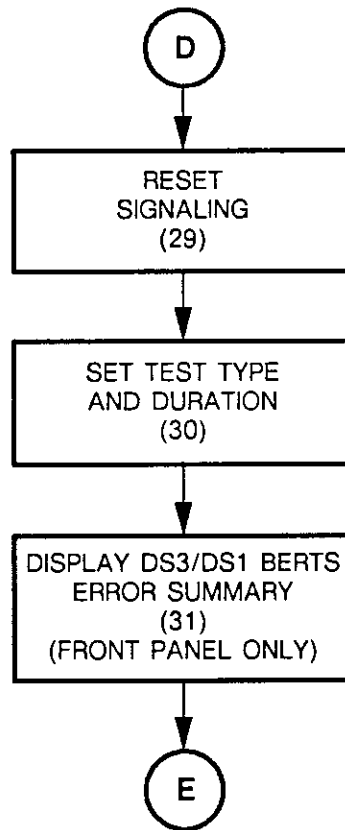 D
RESET
SIGNALING
(29)
SET TEST TYPE
AND DURATION
(30)
DISPLAY DS3/DS1 BERTS
ERROR SUMMARY
(31)
(FRONT PANEL ONLY)
E